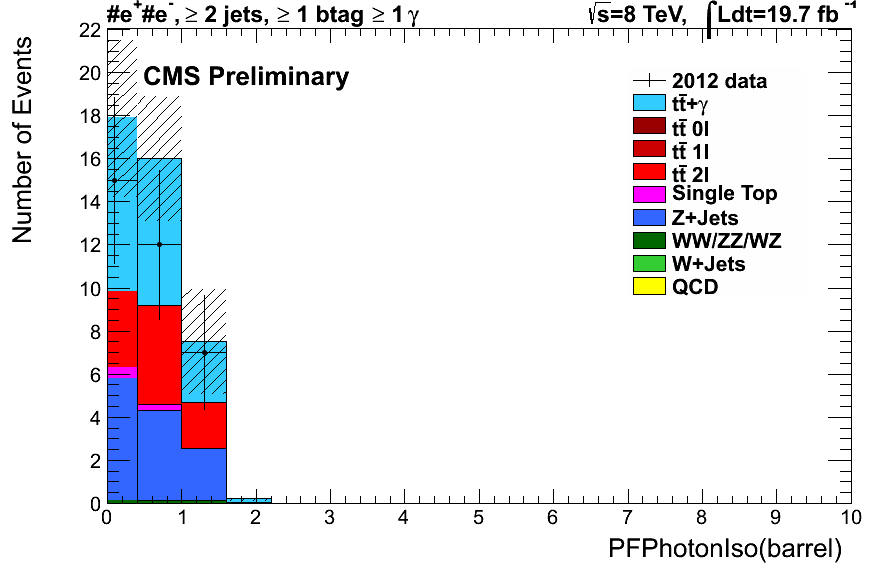 #e⁺#e⁻, ≥ 2 jets, ≥ 1 btag ≥ 1 γ
√s=8 TeV, ∫Ldt=19.7 fb⁻¹
CMS Preliminary
2012 data
tt̄+γ
tt̄ 0l
tt̄ 1l
tt̄ 2l
Single Top
Z+Jets
WW/ZZ/WZ
W+Jets
QCD
Number of Events
22
20
18
16
14
12
10
8
6
4
2
0
0 1 2 3 4 5 6 7 8 9 10
PFPhotonIso(barrel)